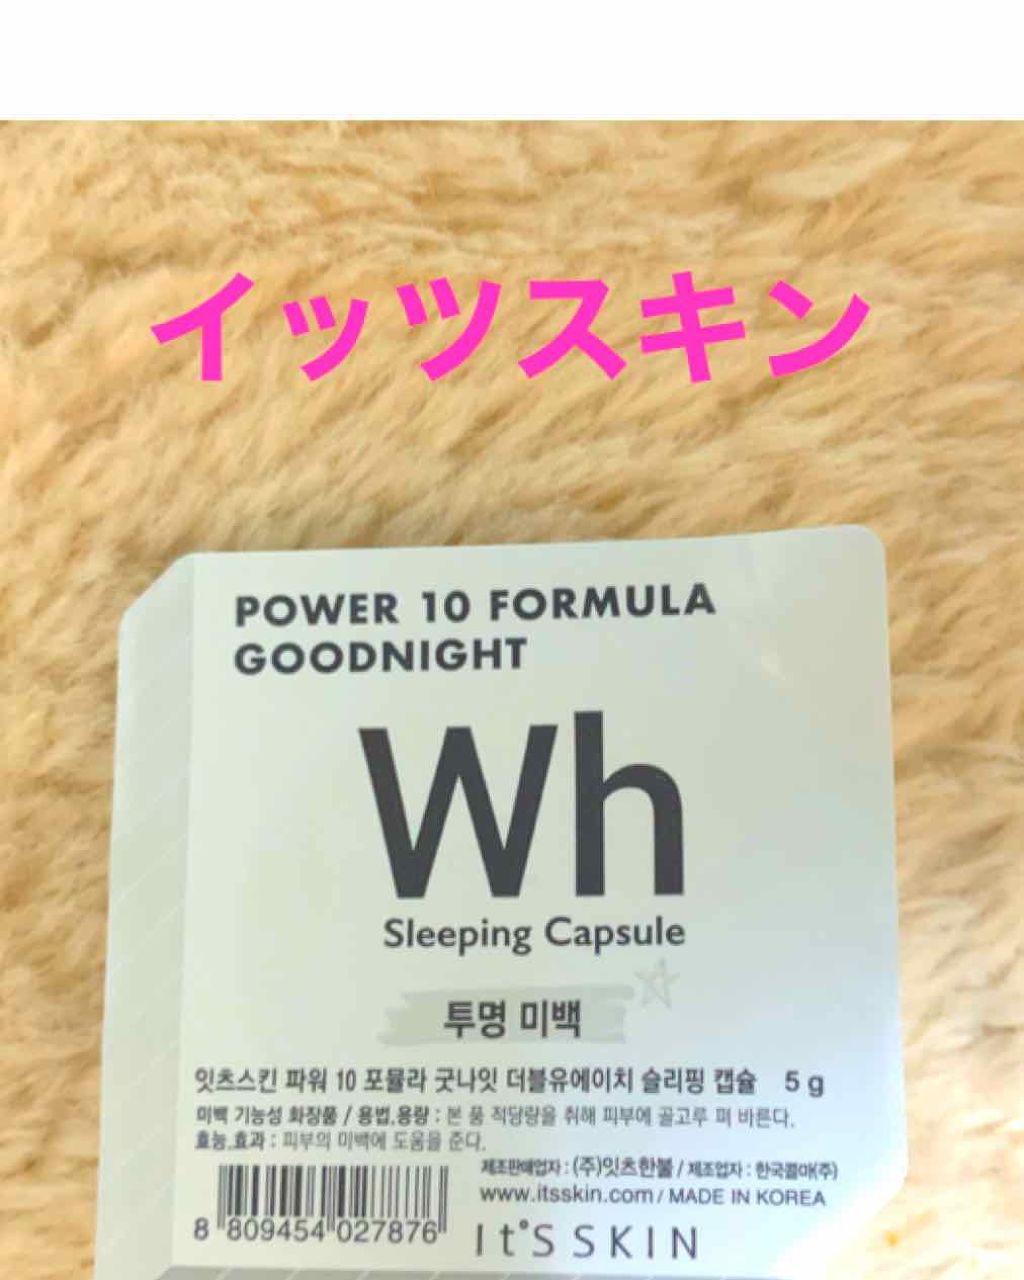 イッツスキン
POWER 10 FORMULA
GOODNIGHT
Wh
Sleeping Capsule
투명 미백
잇츠스킨 파워 10 포뮬라 굿나잇 더블유에이치 슬리핑 캡슐 5 g
미백 기능성 화장품 / 용법.용량 : 본 품 적당량을 취해 피부에 골고루 펴 바른다.
효능.효과 : 피부의 미백에 도움을 준다.
제조판매업자 : (주)잇츠한불 / 제조업자 : 한국콜마(주)
www.itsskin.com / MADE IN KOREA
8 809454 027876
It'S SKIN